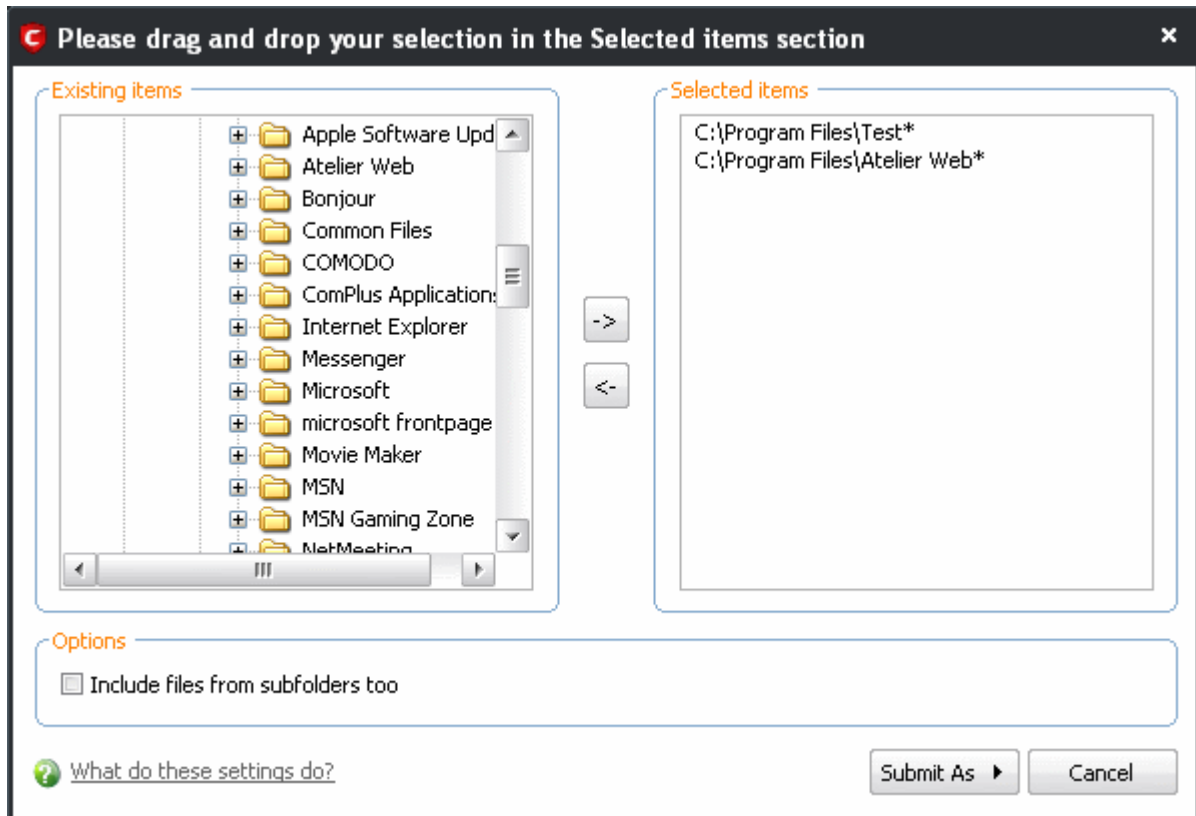 Please drag and drop your selection in the Selected items section
Existing items
Apple Software Upd
Atelier Web
Bonjour
Common Files
COMODO
ComPlus Applications
Internet Explorer
Messenger
Microsoft
microsoft frontpage
Movie Maker
MSN
MSN Gaming Zone
NetMeeting
->
<-
Selected items
C:\Program Files\Test*
C:\Program Files\Atelier Web*
Options
Include files from subfolders too
What do these settings do?
Submit As
Cancel